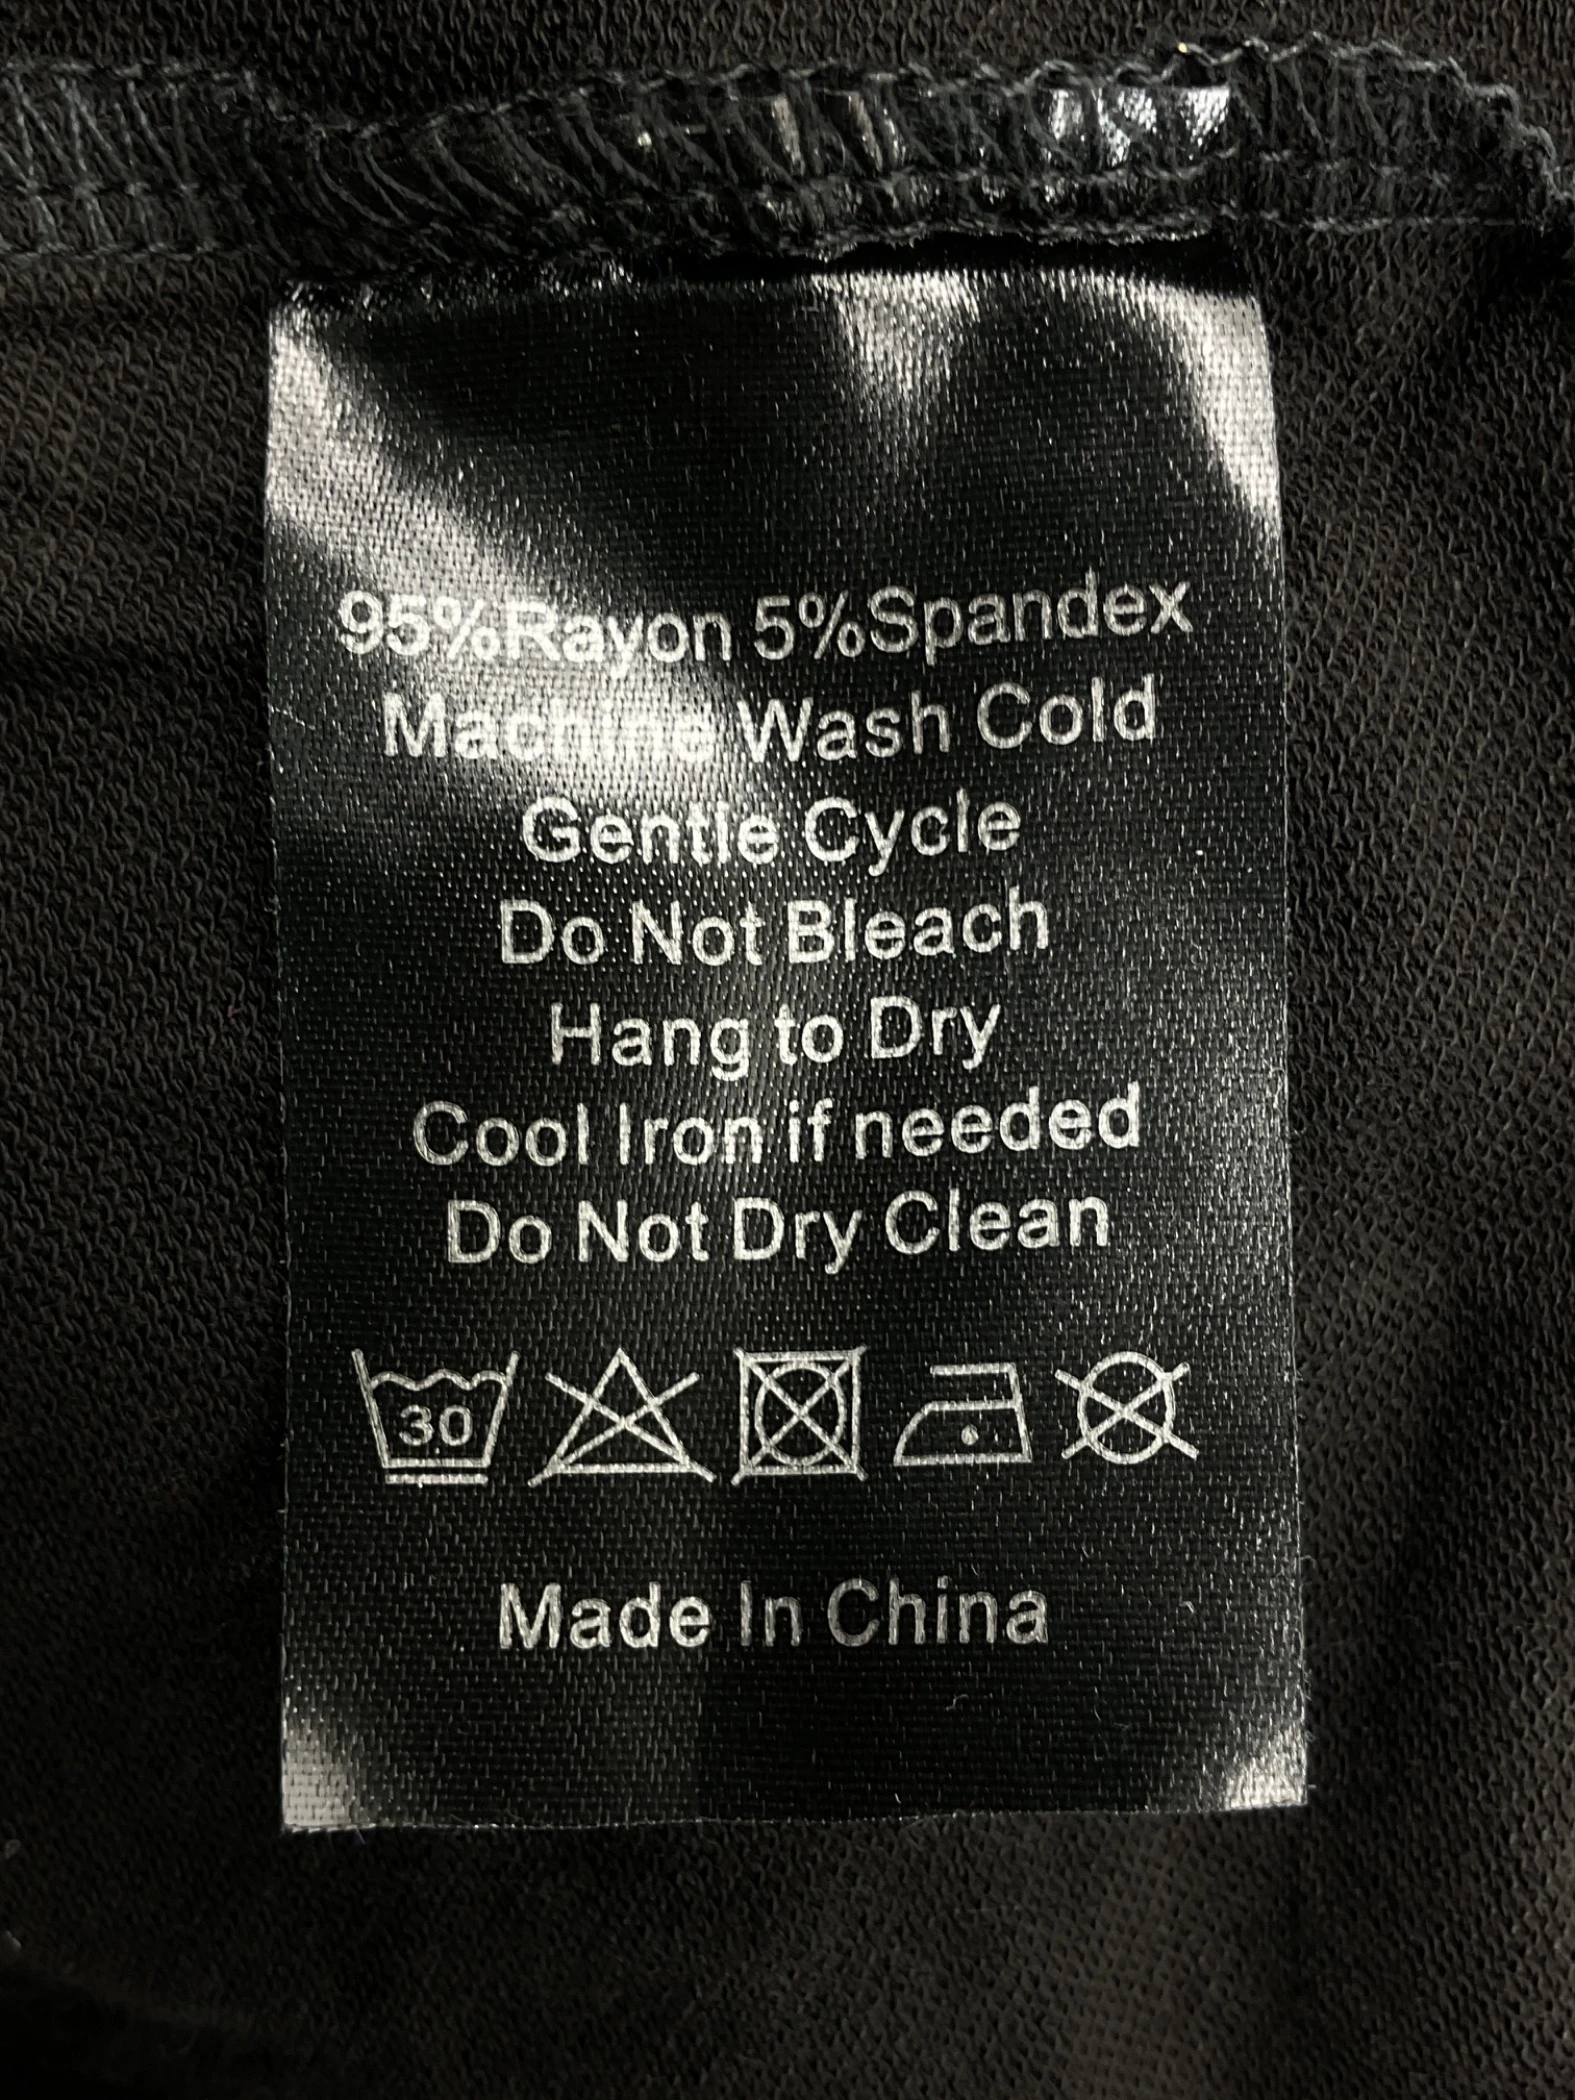 95%Rayon 5%Spandex
Machine Wash Cold
Gentle Cycle
Do Not Bleach
Hang to Dry
Cool Iron if needed
Do Not Dry Clean
30
Made In China